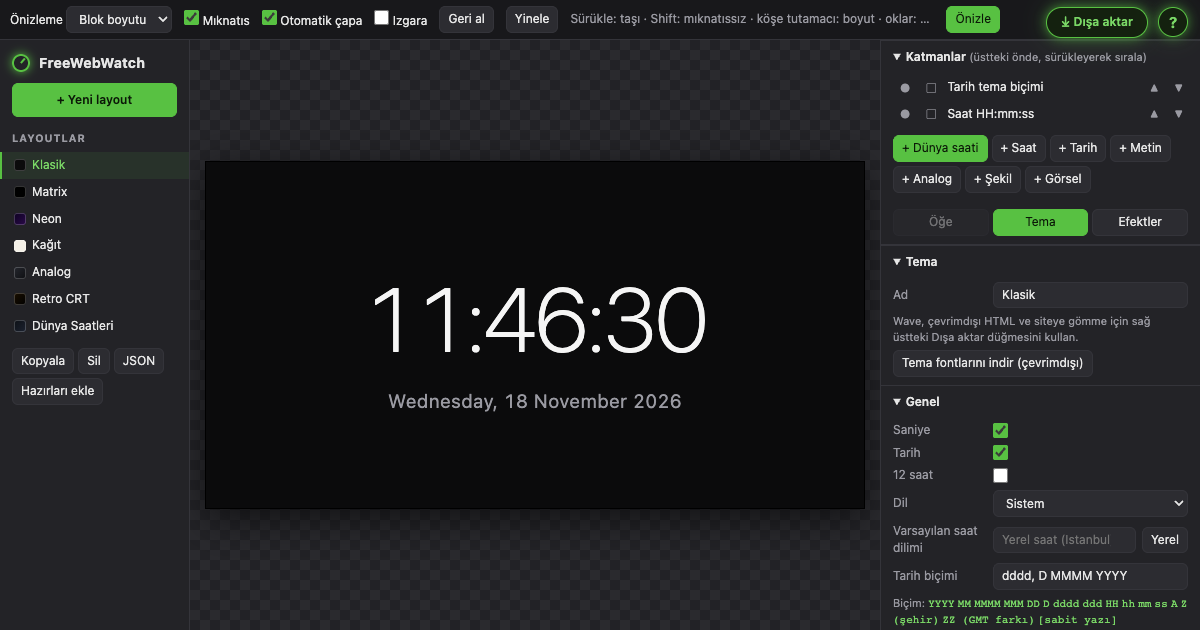 Önizleme Blok boyutu Mıknatıs Otomatik çapa Izgara Geri al Yinele Sürükle: taşı · Shift: mıknatıssız · köşe tutamacı: boyut · oklar: ... Önizle Dışa aktar ?
FreeWebWatch
+ Yeni layout
LAYOUTLAR
Klasik
Matrix
Neon
Kağıt
Analog
Retro CRT
Dünya Saatleri
Kopyala Sil JSON
Hazırları ekle
11:46:30
Wednesday, 18 November 2026
Katmanlar (üstteki önde, sürükleyerek sırala)
Tarih tema biçimi
Saat HH:mm:ss
+ Dünya saati + Saat + Tarih + Metin
+ Analog + Şekil + Görsel
Öğe Tema Efektler
Tema
Ad Klasik
Wave, çevrimdışı HTML ve siteye gömme için sağ
üstteki Dışa aktar düğmesini kullan.
Tema fontlarını indir (çevrimdışı)
Genel
Saniye
Tarih
12 saat
Dil Sistem
Varsayılan saat
dilimi Yerel saat (Istanbul Yerel
Tarih biçimi dddd, D MMMM YYYY
Biçim: YYYY MM MMMM MMM DD D dddd ddd HH hh mm ss A Z
(şehir) ZZ (GMT farkı) [sabit yazı]